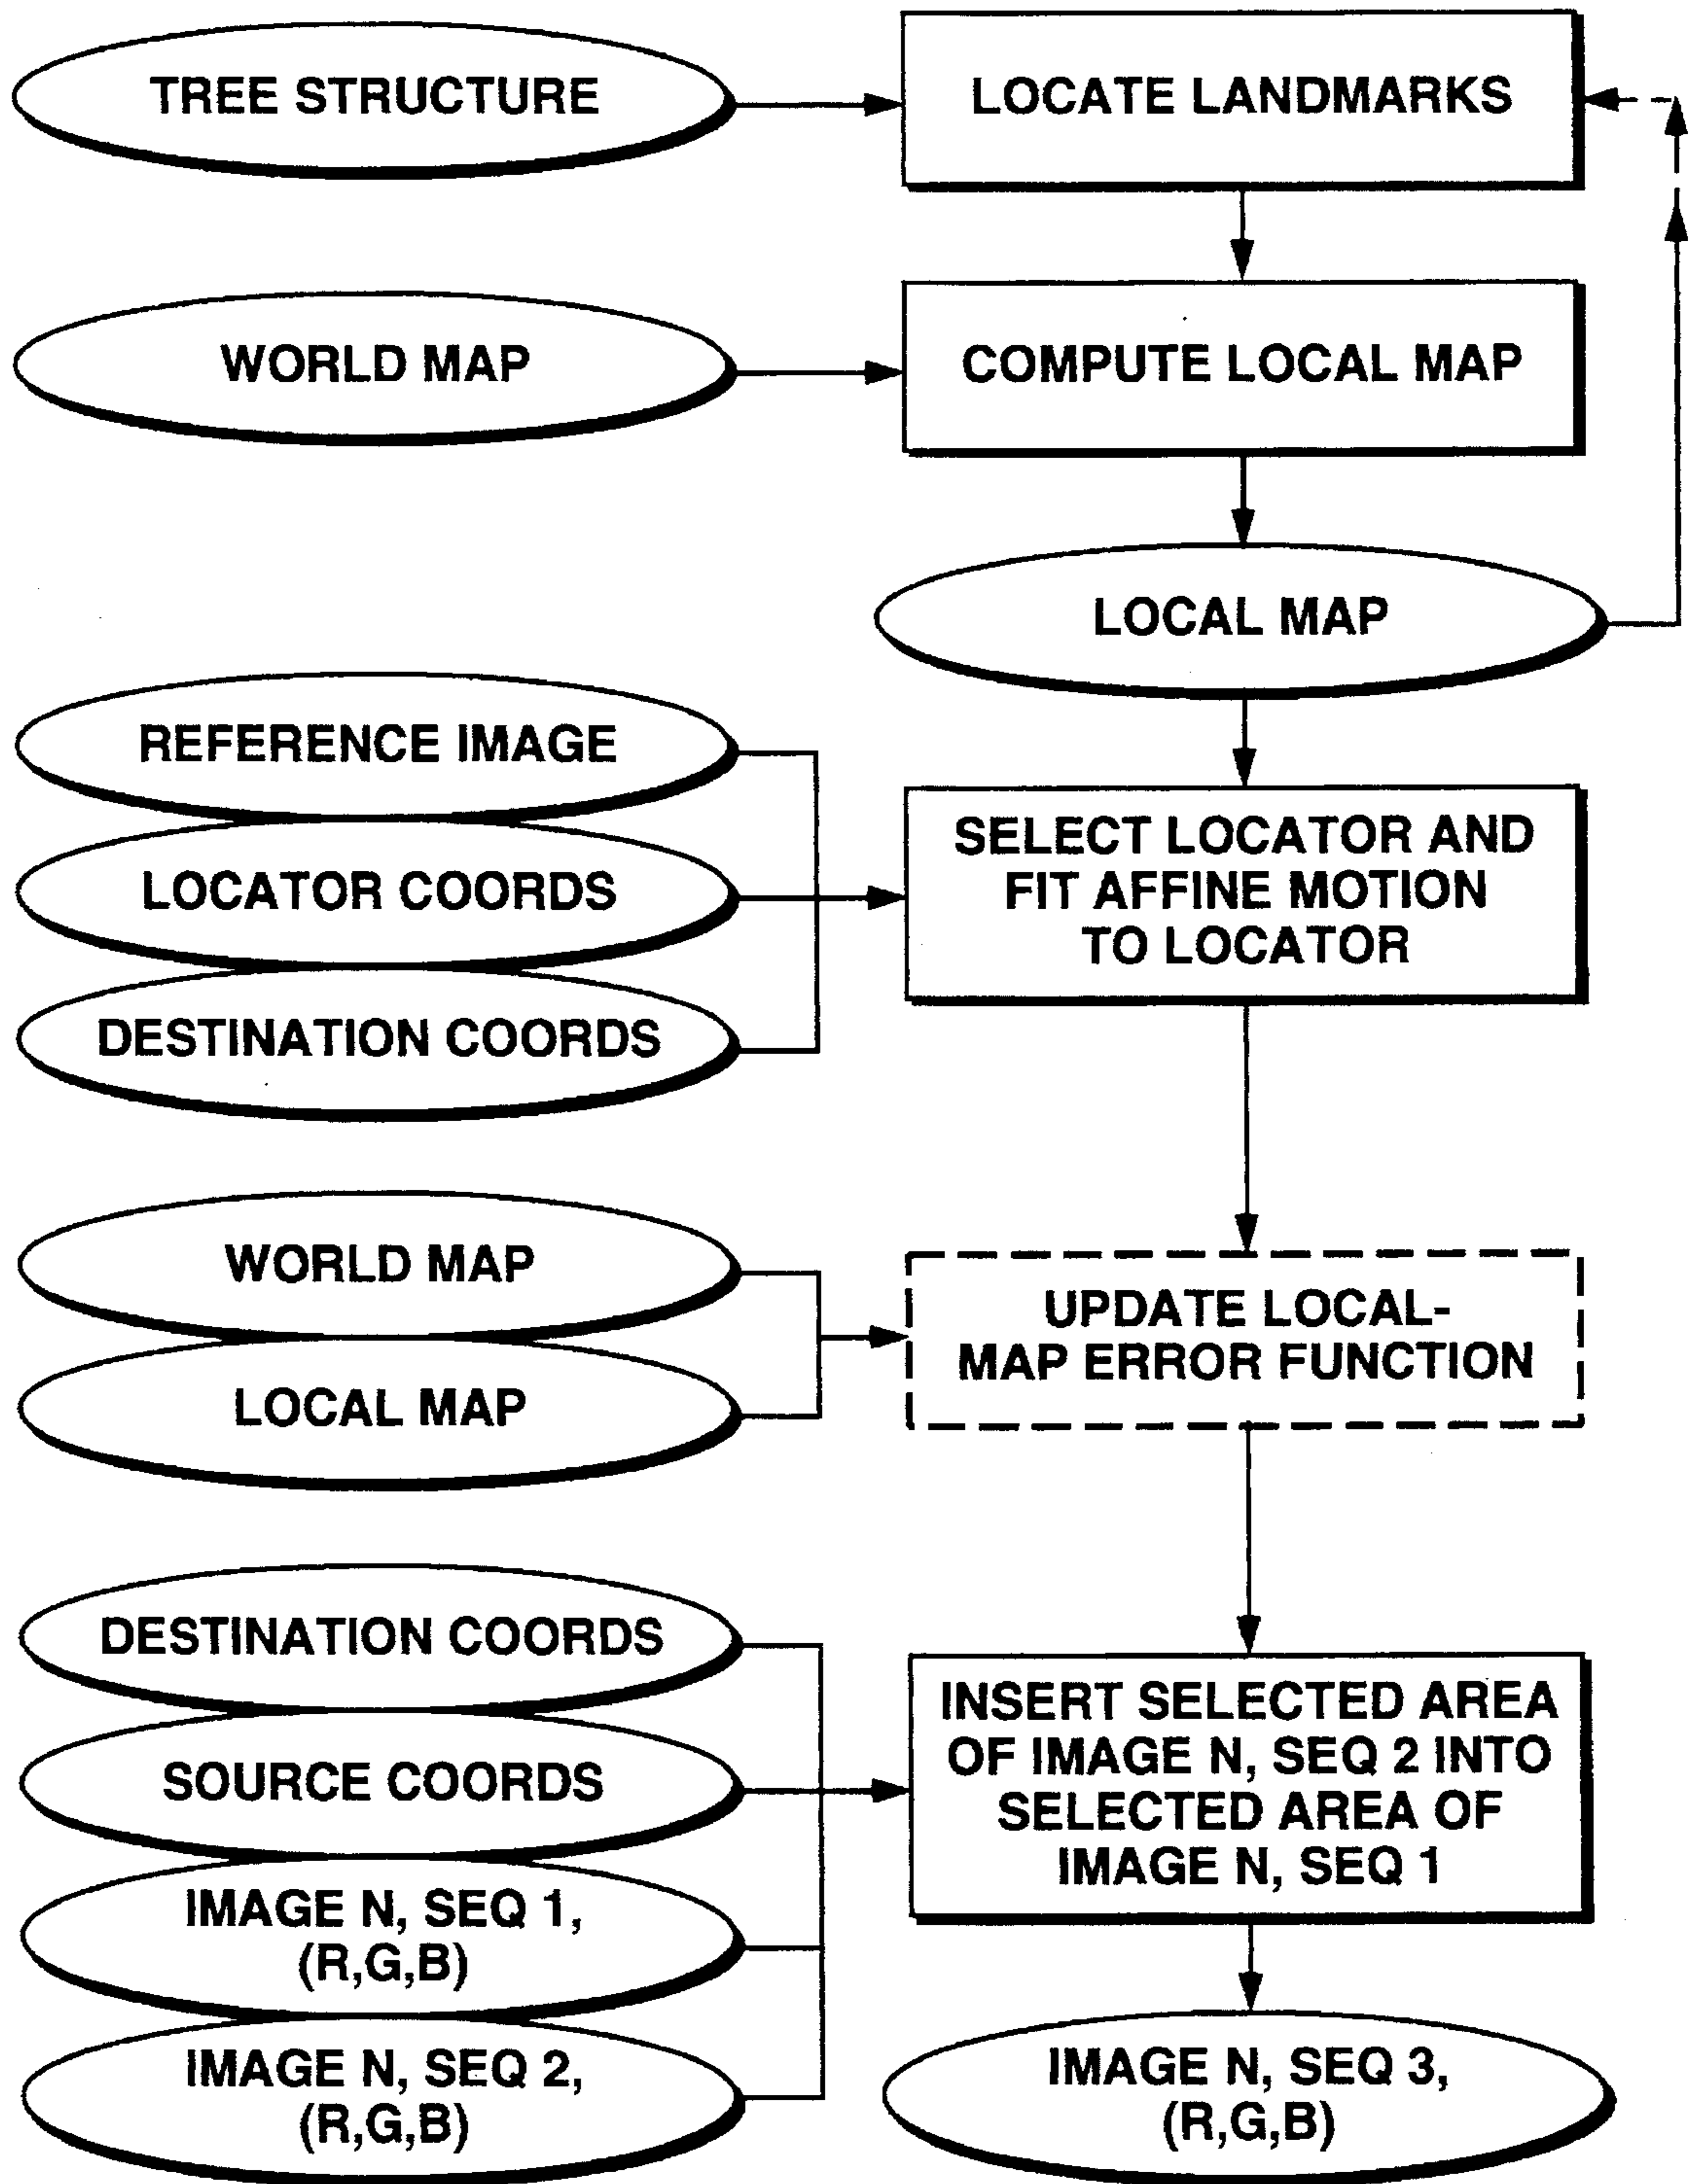 TREE STRUCTURE
LOCATE LANDMARKS
WORLD MAP
COMPUTE LOCAL MAP
LOCAL MAP
REFERENCE IMAGE
LOCATOR COORDS
DESTINATION COORDS
SELECT LOCATOR AND
FIT AFFINE MOTION
TO LOCATOR
WORLD MAP
LOCAL MAP
UPDATE LOCAL-
MAP ERROR FUNCTION
DESTINATION COORDS
SOURCE COORDS
IMAGE N, SEQ 1,
(R,G,B)
IMAGE N, SEQ 2,
(R,G,B)
INSERT SELECTED AREA
OF IMAGE N, SEQ 2 INTO
SELECTED AREA OF
IMAGE N, SEQ 1
IMAGE N, SEQ 3,
(R,G,B)